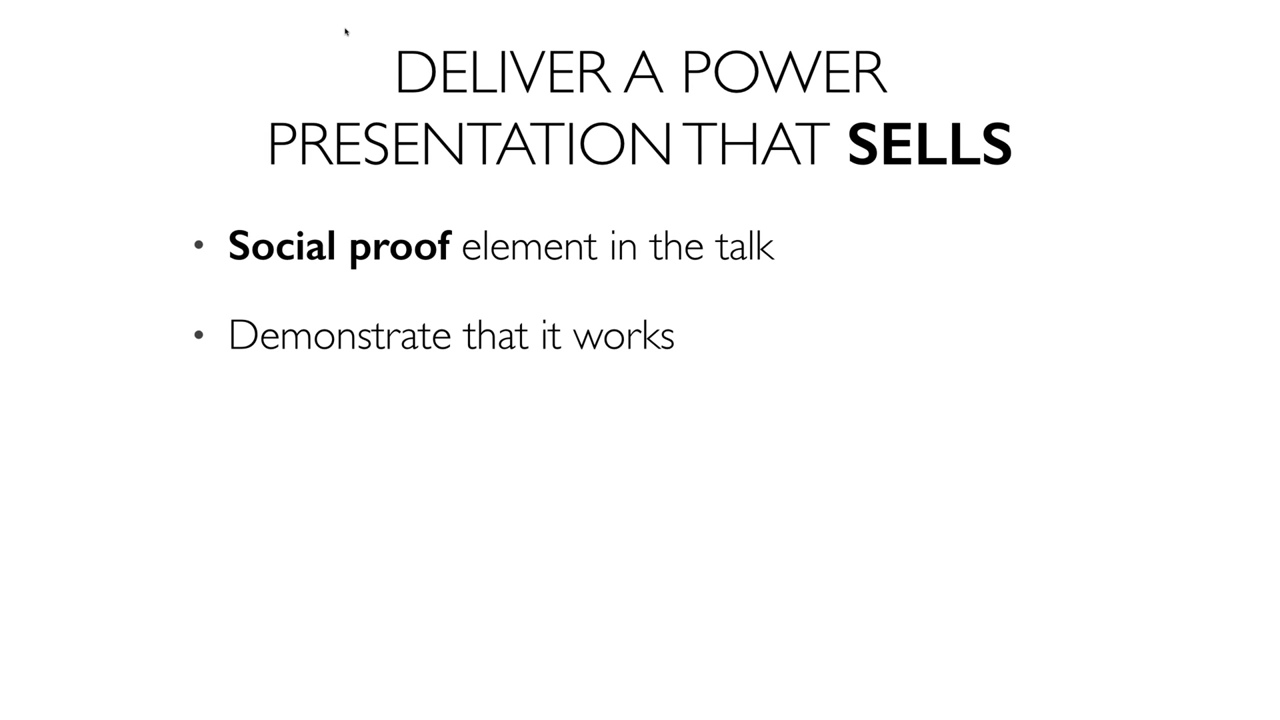 DELIVER A POWER
PRESENTATION THAT SELLS
• Social proof element in the talk
• Demonstrate that it works